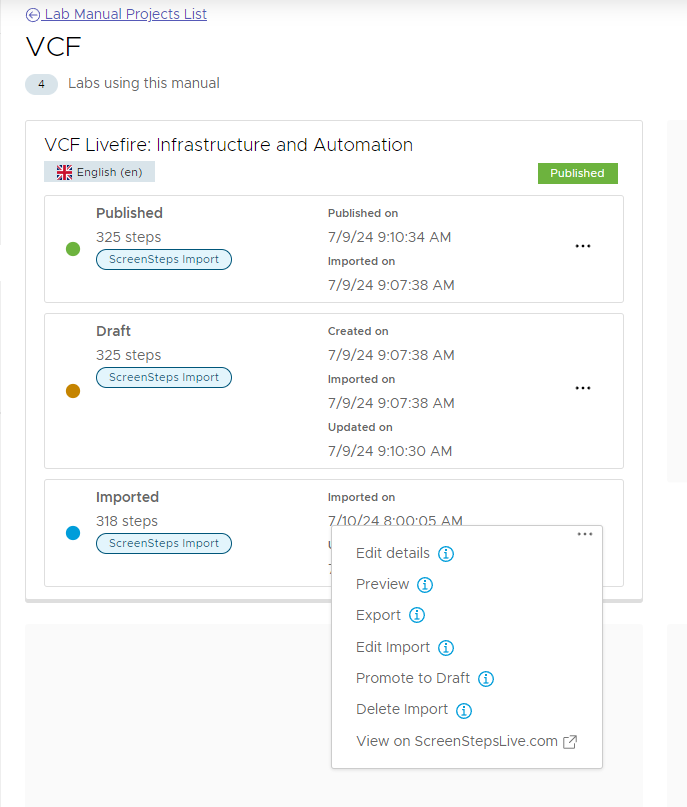 Lab Manual Projects List
VCF
4 Labs using this manual
VCF Livefire: Infrastructure and Automation
English (en)
Published
Published
325 steps
ScreenSteps Import
Published on
7/9/24 9:10:34 AM
Imported on
7/9/24 9:07:38 AM
Draft
325 steps
ScreenSteps Import
Created on
7/9/24 9:07:38 AM
Imported on
7/9/24 9:07:38 AM
Updated on
7/9/24 9:10:30 AM
Imported
318 steps
ScreenSteps Import
Imported on
7/10/24 8:00:05 AM
Edit details
Preview
Export
Edit Import
Promote to Draft
Delete Import
View on ScreenStepsLive.com